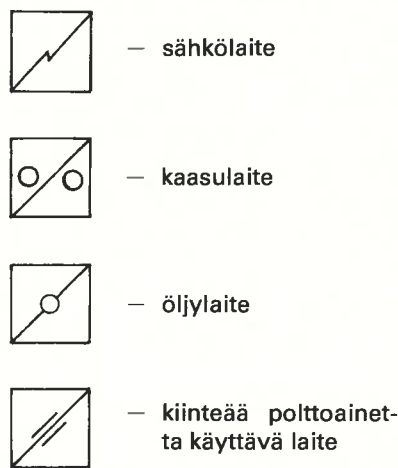 — sähkölaite
— kaasulaite
— öljylaite
— kiinteää polttoainet-
ta käyttävä laite